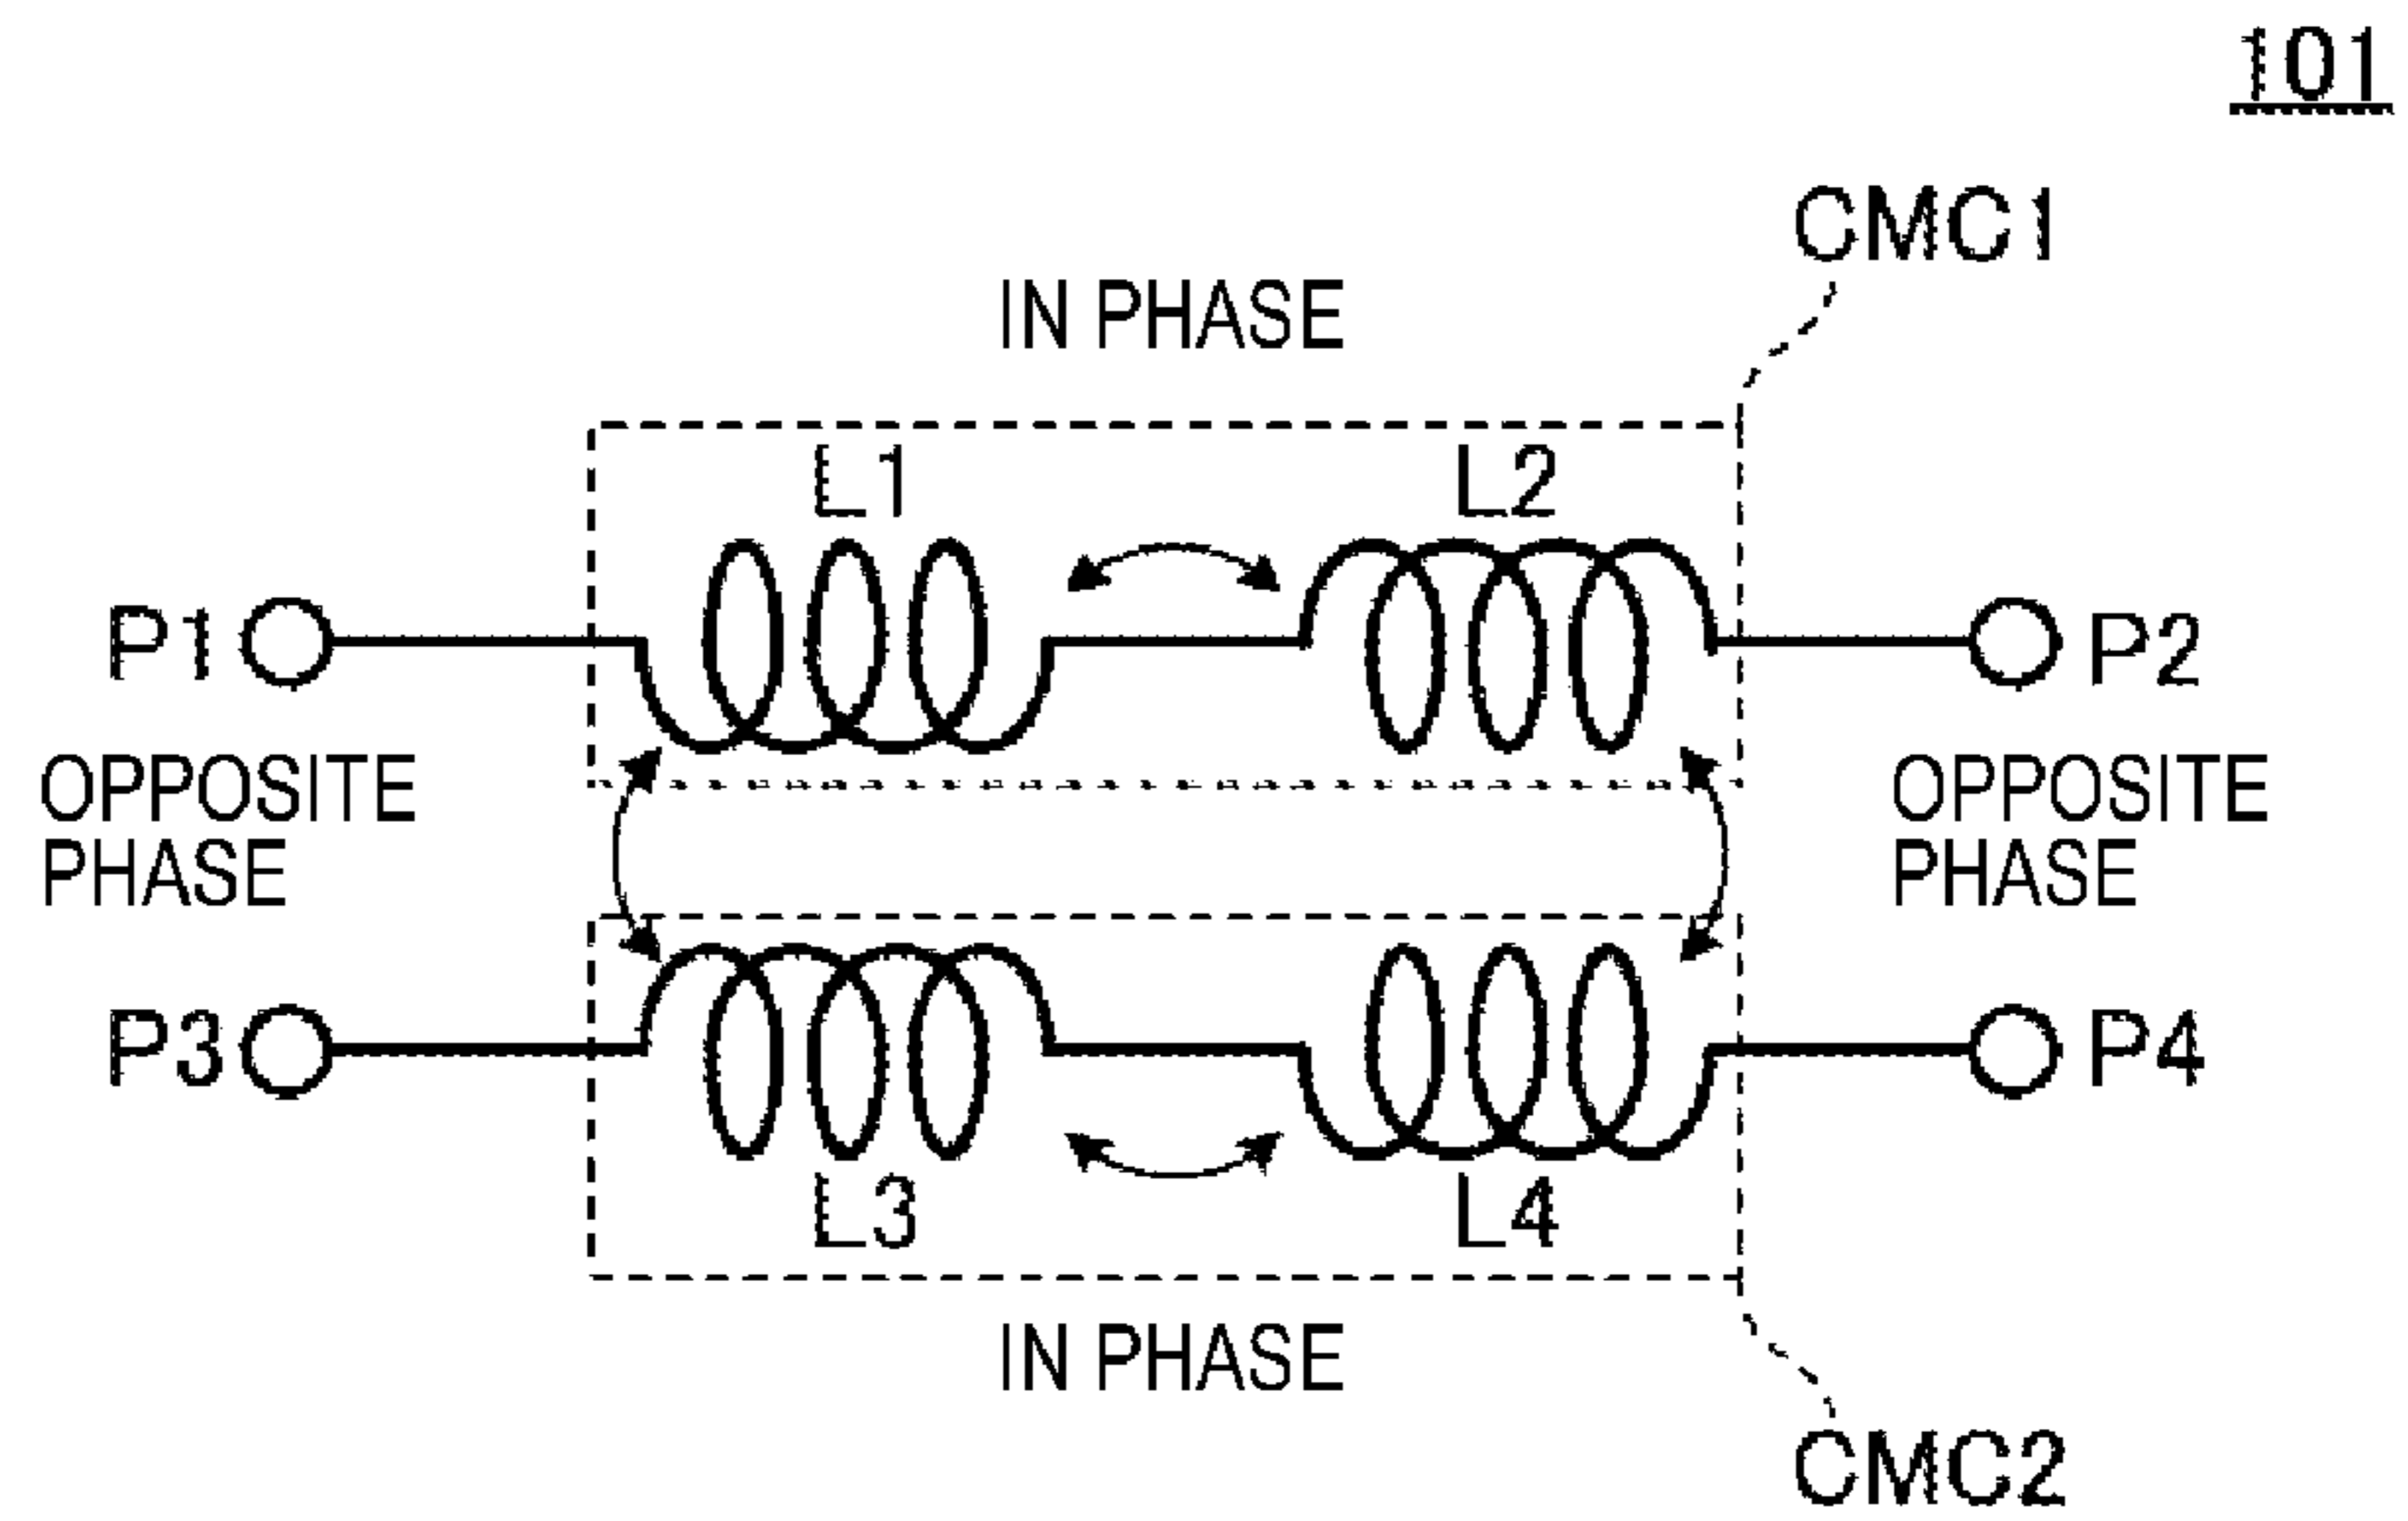 101
CMC1
IN PHASE
L1
L2
P1
P2
OPPOSITE
PHASE
OPPOSITE
PHASE
P3
P4
L3
L4
IN PHASE
CMC2